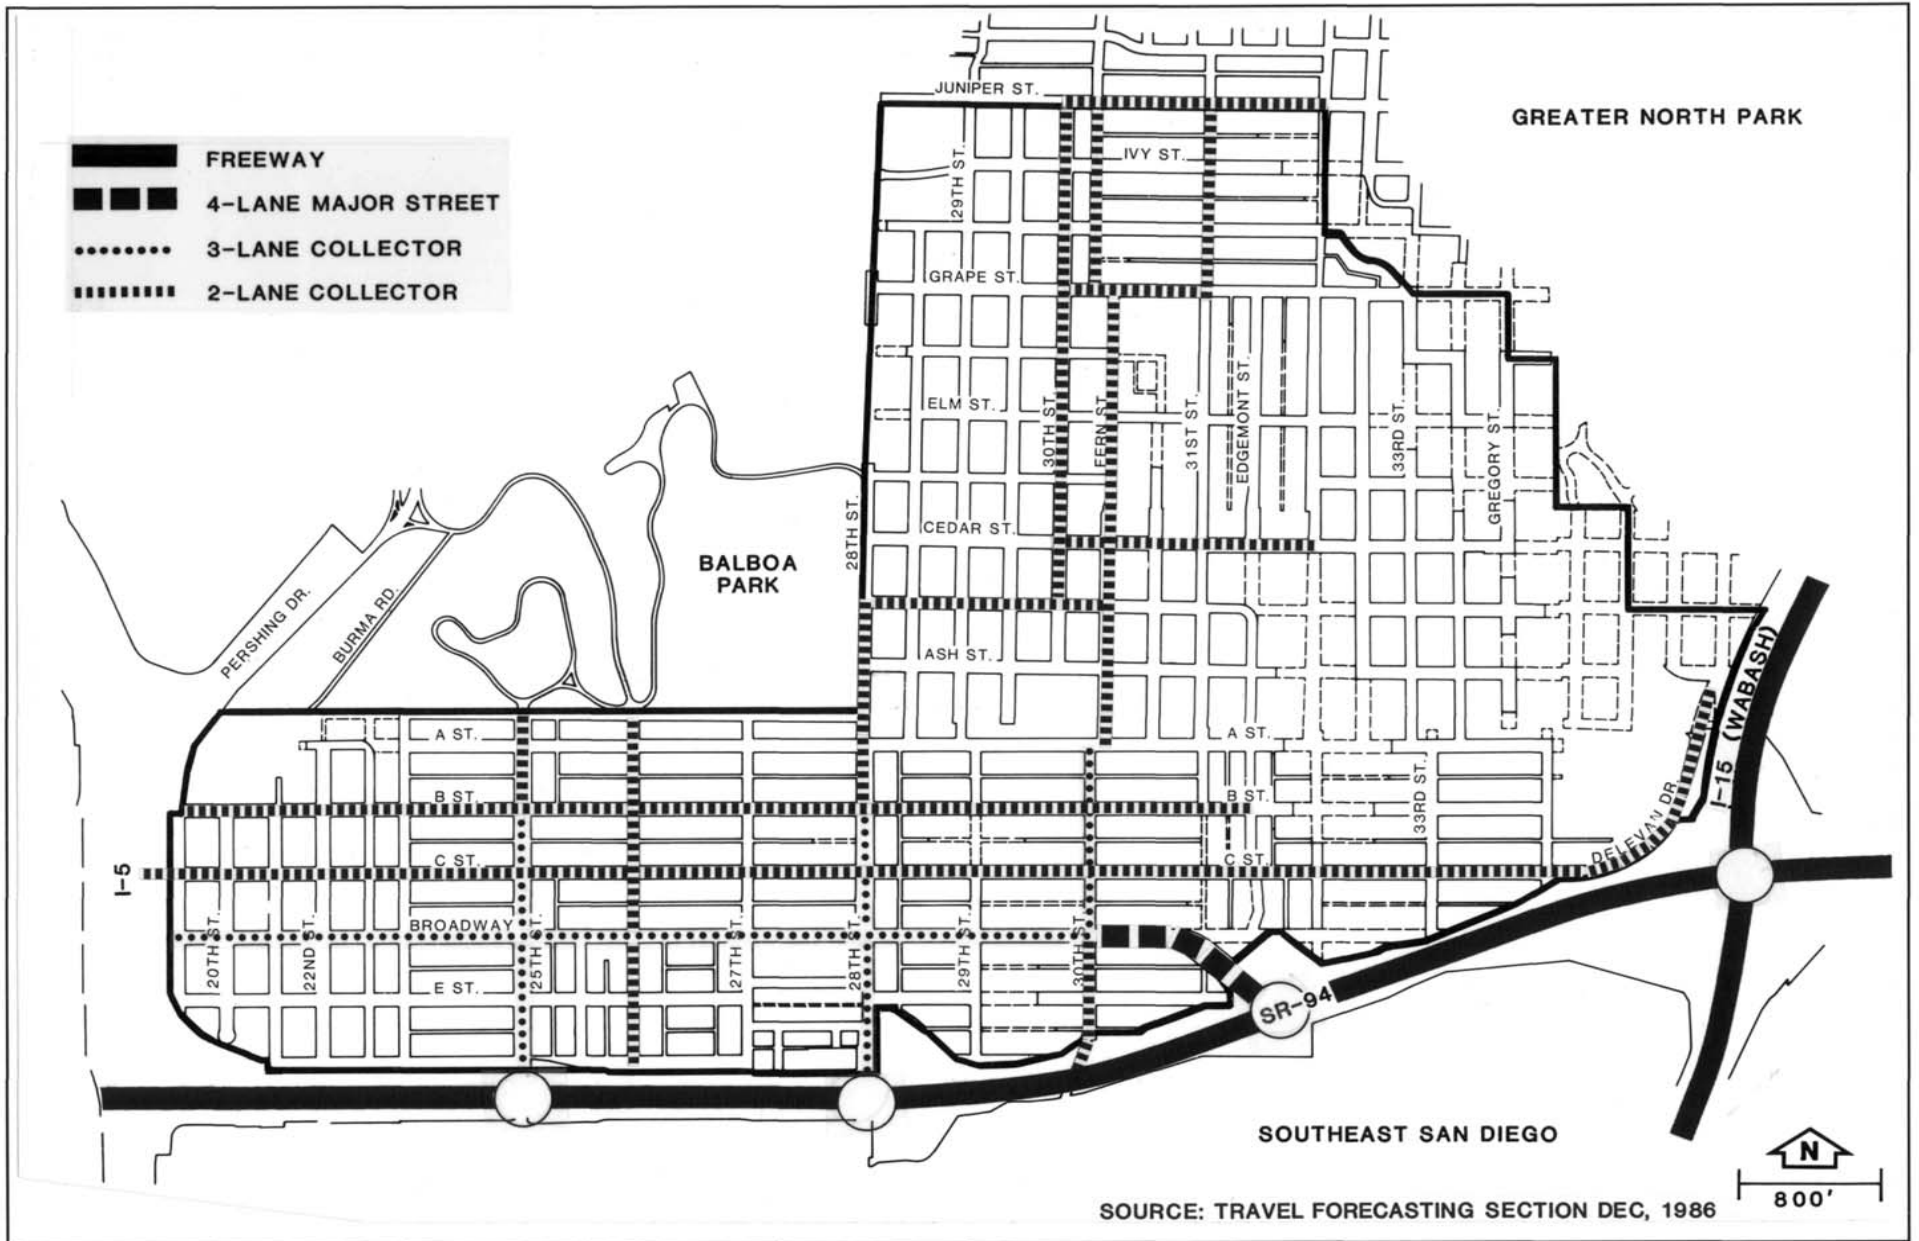 JUNIPER ST.
GREATER NORTH PARK
FREEWAY
4-LANE MAJOR STREET
3-LANE COLLECTOR
2-LANE COLLECTOR
IVY ST.
29TH ST.
GRAPE ST.
ELM ST.
30TH ST.
FERN ST.
31ST ST.
EDGEMONT ST.
33RD ST.
GREGORY ST.
CEDAR ST.
28TH ST.
BALBOA
PARK
PERSHING DR.
BURMA RD.
ASH ST.
I-15 (WABASH)
A ST.
A ST.
B ST.
B ST.
33RD ST.
DELEVAN DR.
C ST.
C ST.
I-5
BROADWAY
20TH ST.
22ND ST.
25TH ST.
27TH ST.
28TH ST.
29TH ST.
30TH ST.
E ST.
SR-94
SOUTHEAST SAN DIEGO
N
800'
SOURCE: TRAVEL FORECASTING SECTION DEC, 1986